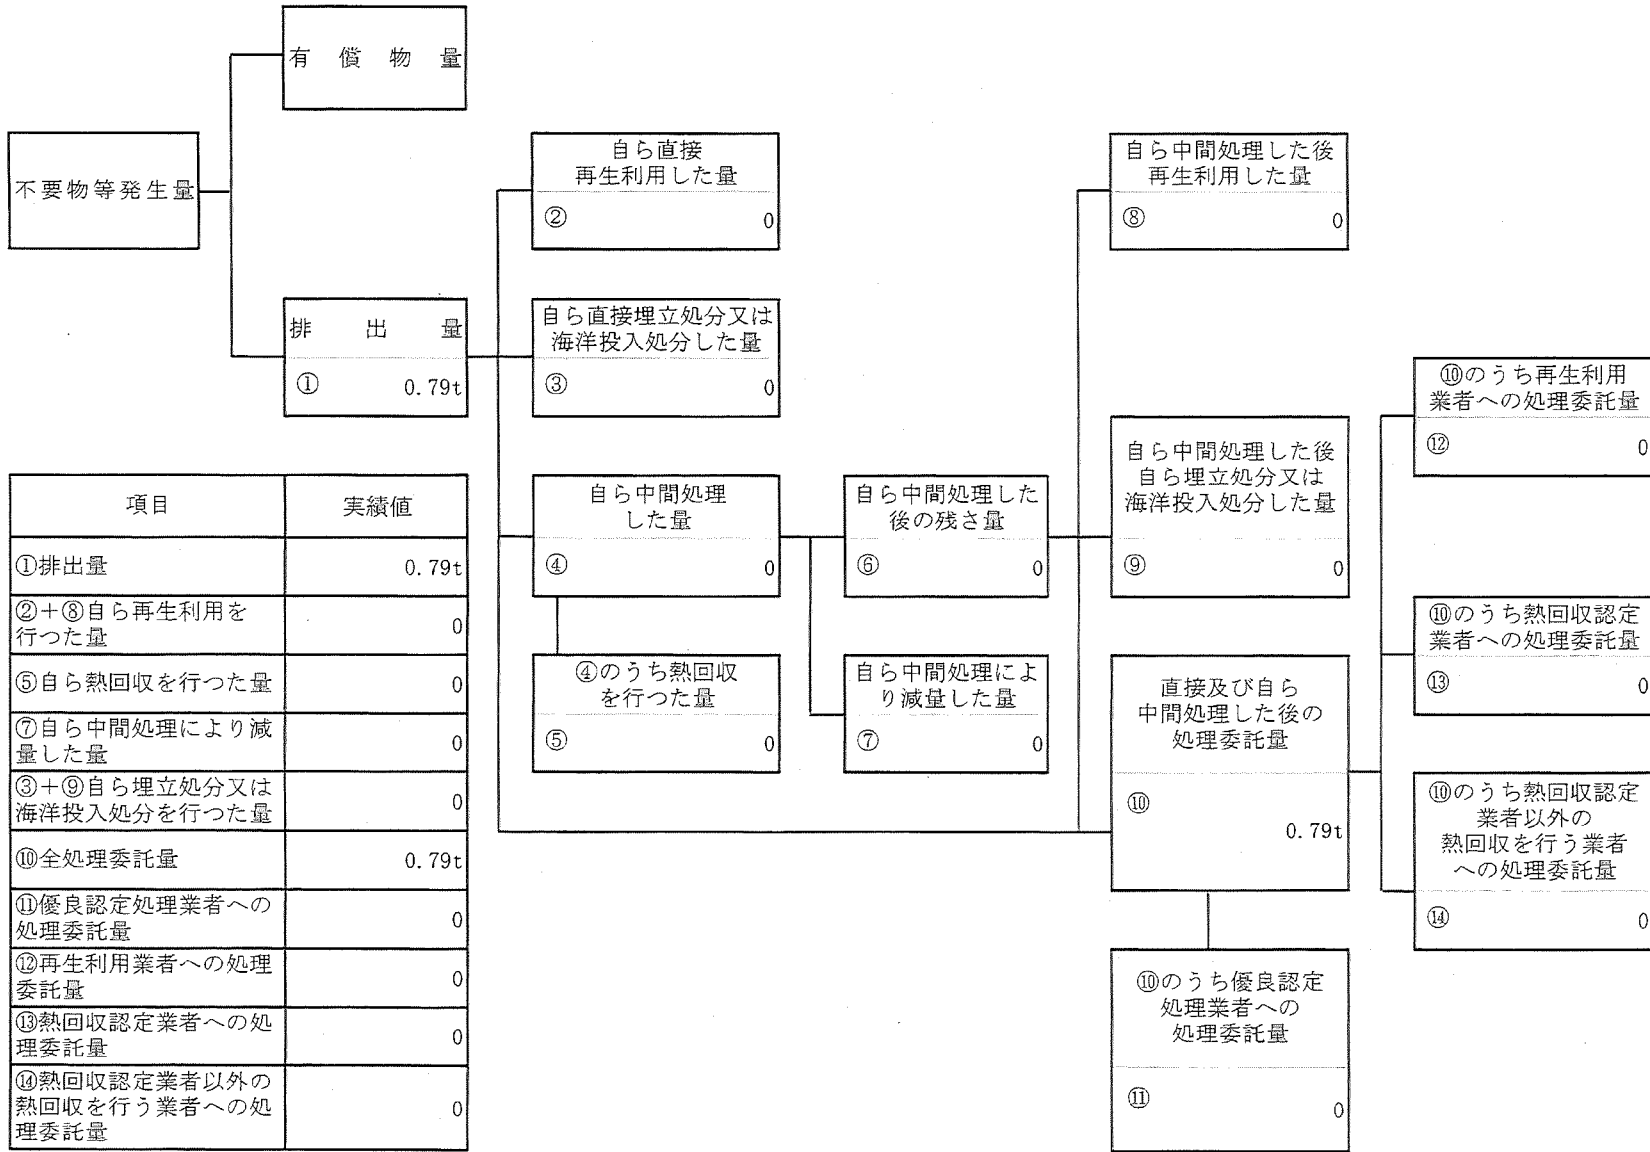 有償物量
不要物等発生量
排出量
① 0.79t
自ら直接
再生利用した量
② 0
自ら直接埋立処分又は
海洋投入処分した量
③ 0
自ら中間処理
した量
④ 0
④のうち熱回収
を行つた量
⑤ 0
自ら中間処理した
後の残さ量
⑥ 0
自ら中間処理によ
り減量した量
⑦ 0
自ら中間処理した後
再生利用した量
⑧ 0
自ら中間処理した後
自ら埋立処分又は
海洋投入処分した量
⑨ 0
直接及び自ら
中間処理した後の
処理委託量
⑩
0.79t
⑩のうち優良認定
処理業者への
処理委託量
⑪ 0
⑩のうち再生利用
業者への処理委託量
⑫ 0
⑩のうち熱回収認定
業者への処理委託量
⑬ 0
⑩のうち熱回収認定
業者以外の
熱回収を行う業者
への処理委託量
⑭ 0
項目 実績値
①排出量 0.79t
②+⑧自ら再生利用を
行つた量 0
⑤自ら熱回収を行つた量 0
⑦自ら中間処理により減
量した量 0
③+⑨自ら埋立処分又は
海洋投入処分を行つた量 0
⑩全処理委託量 0.79t
⑪優良認定処理業者への
処理委託量 0
⑫再生利用業者への処理
委託量 0
⑬熱回収認定業者への処
理委託量 0
⑭熱回収認定業者以外の
熱回収を行う業者への処
理委託量 0